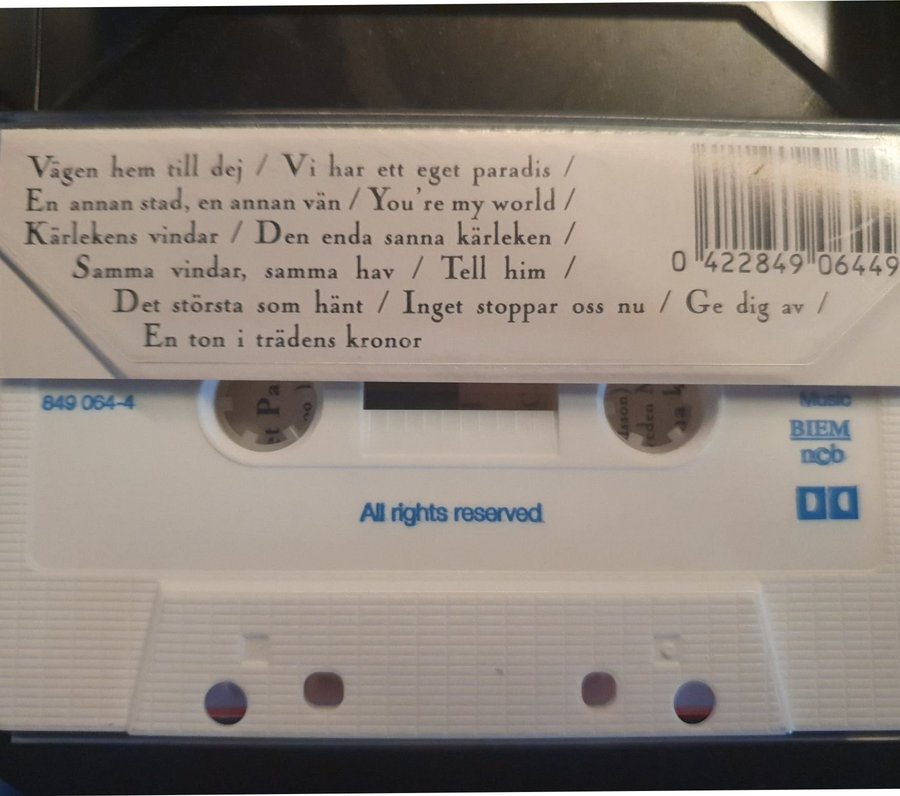 Vägen hem till dej / Vi har ett eget paradis /
En annan stad, en annan vän / You're my world /
Kärlekens vindar / Den enda sanna kärleken /
Samma vindar, samma hav / Tell him /
Det största som hänt / Inget stoppar oss nu / Ge dig av /
En ton i trädens kronor
0 422849 06449
849 064-4
Music
BIEM
ncb
All rights reserved